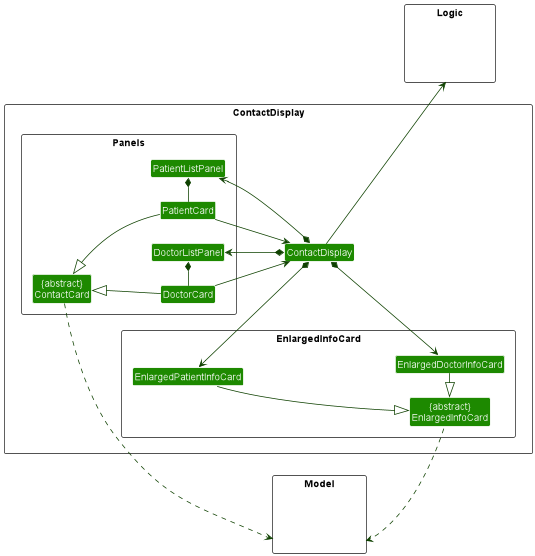 Logic
ContactDisplay
Panels
PatientListPanel
PatientCard
DoctorListPanel
ContactDisplay
{abstract}
ContactCard
DoctorCard
EnlargedInfoCard
EnlargedDoctorInfoCard
EnlargedPatientInfoCard
{abstract}
EnlargedInfoCard
Model